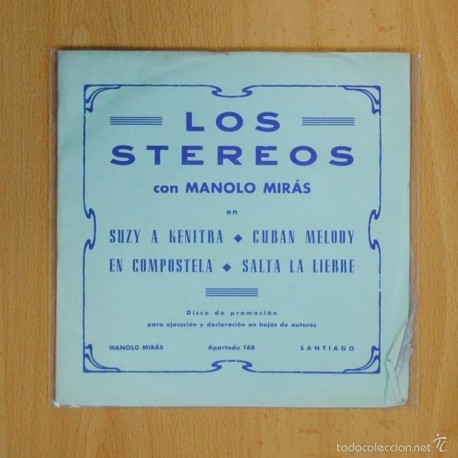 LOS
STEREOS
con MANOLO MIRÁS
en
SUZY A KENITRA ◆ CUBAN MELODY
EN COMPOSTELA ◆ SALTA LA LIEBRE
Disco de promoción
para ejecución y declaración en hojas de autores
MANOLO MIRÁS Apartado 168 SANTIAGO
todocoleccion.net